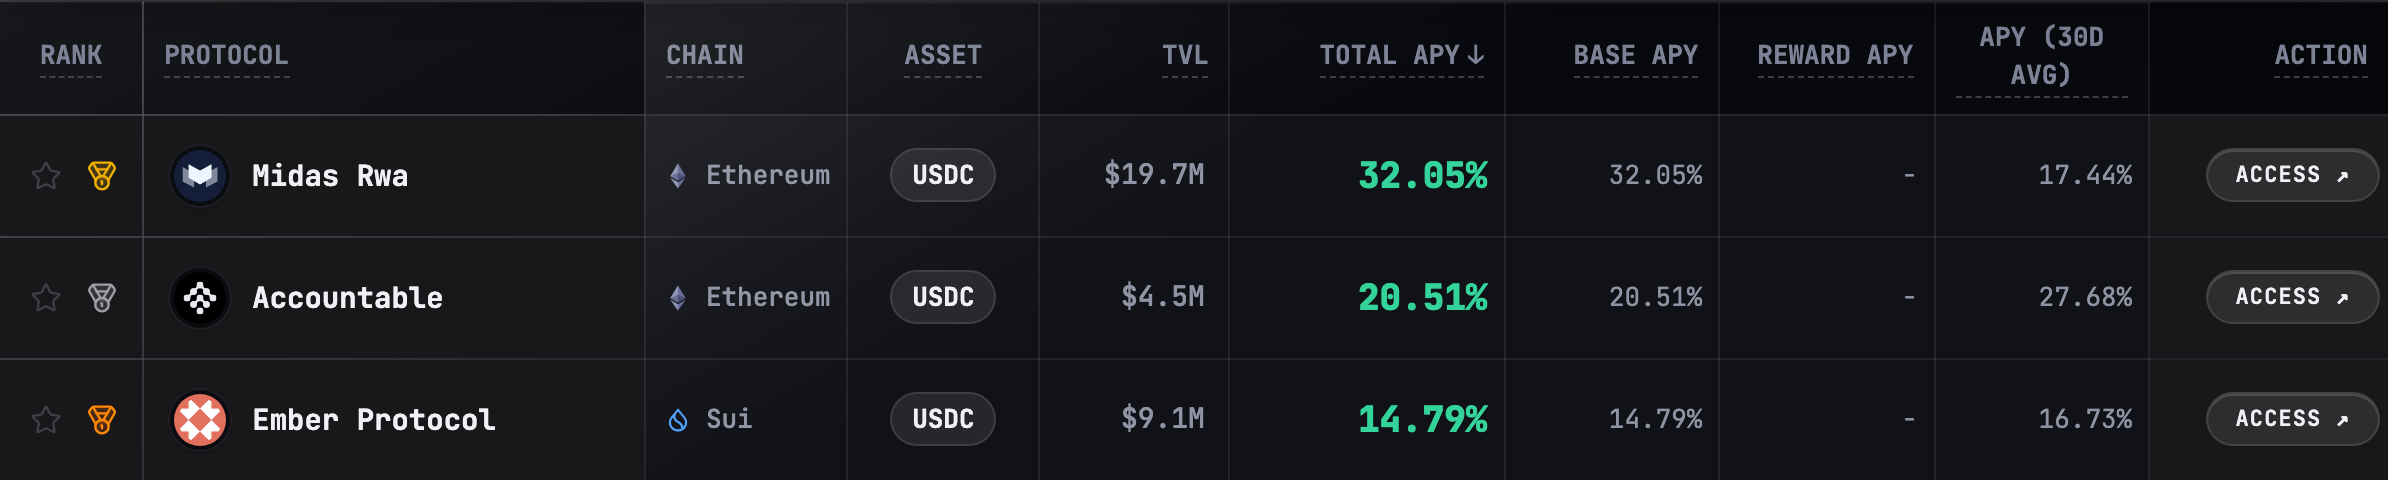 RANK PROTOCOL CHAIN ASSET TVL TOTAL APY↓ BASE APY REWARD APY APY (30D AVG) ACTION
Midas Rwa Ethereum USDC $19.7M 32.05% 32.05% - 17.44% ACCESS ↗
Accountable Ethereum USDC $4.5M 20.51% 20.51% - 27.68% ACCESS ↗
Ember Protocol Sui USDC $9.1M 14.79% 14.79% - 16.73% ACCESS ↗